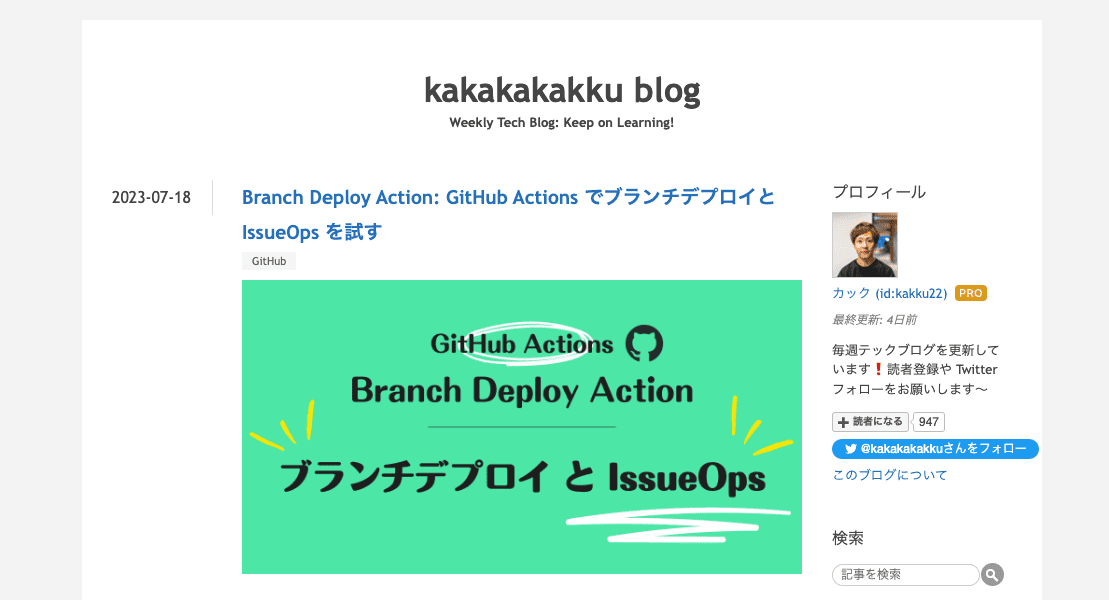 kakakakakku blog
Weekly Tech Blog: Keep on Learning!
2023-07-18
Branch Deploy Action: GitHub Actions でブランチデプロイと
IssueOps を試す
GitHub
GitHub Actions
Branch Deploy Action
ブランチデプロイ と IssueOps
プロフィール
カック (id:kakku22) PRO
最終更新: 4日前
毎週テックブログを更新して
います❗読者登録や Twitter
フォローをお願いします〜
読者になる 947
@kakakakakkuさんをフォロー
このブログについて
検索
記事を検索